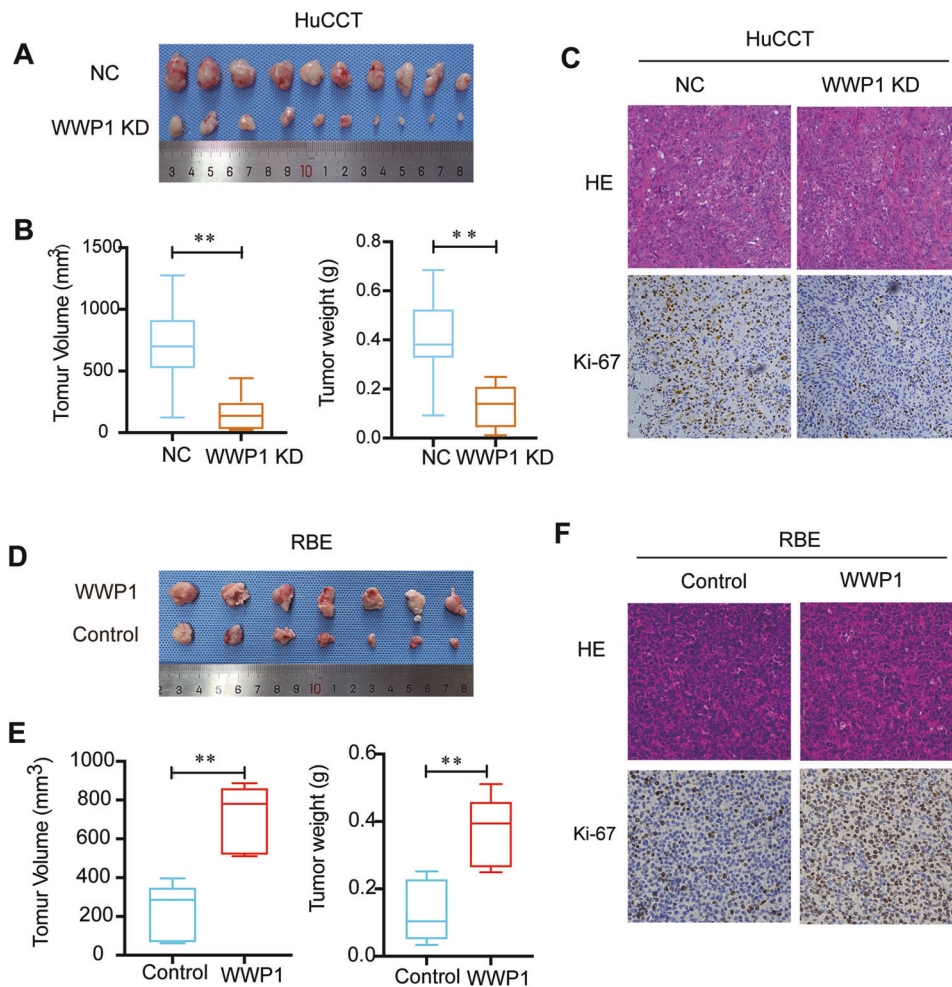 A
HuCCT
NC
WWP1 KD
3 4 5 6 7 8 9 10 1 2 3 4 5 6 7 8
B
Tomur Volume (mm3)
1500
1000
500
0
**
NC WWP1 KD
Tumor weight (g)
0.8
0.6
0.4
0.2
0.0
**
NC WWP1 KD
C
HuCCT
NC WWP1 KD
HE
Ki-67
D
RBE
WWP1
Control
2 3 4 5 6 7 8 9 10 1 2 3 4 5 6 7 8
E
Tomur Volume (mm3)
1000
800
600
400
200
0
**
Control WWP1
Tumor weight (g)
0.6
0.4
0.2
0.0
**
Control WWP1
F
RBE
Control WWP1
HE
Ki-67